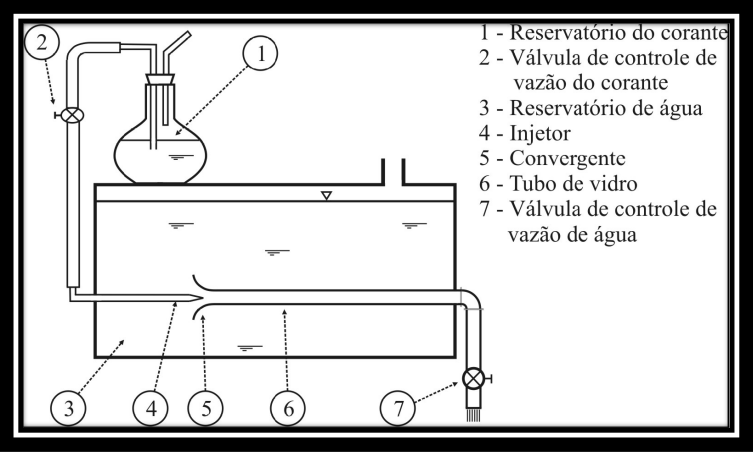 1 - Reservatório do corante
2 - Válvula de controle de
vazão do corante
3 - Reservatório de água
4 - Injetor
5 - Convergente
6 - Tubo de vidro
7 - Válvula de controle de
vazão de água
2
1
3
4
5
6
7